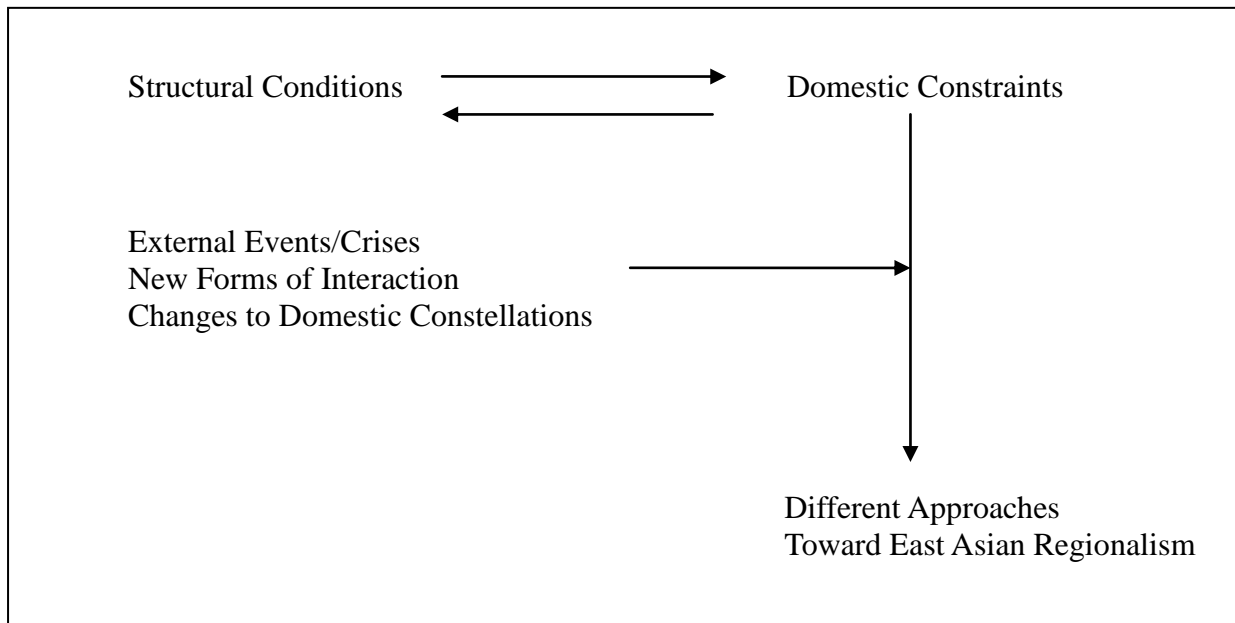 Structural Conditions
Domestic Constraints
External Events/Crises
New Forms of Interaction
Changes to Domestic Constellations
Different Approaches
Toward East Asian Regionalism